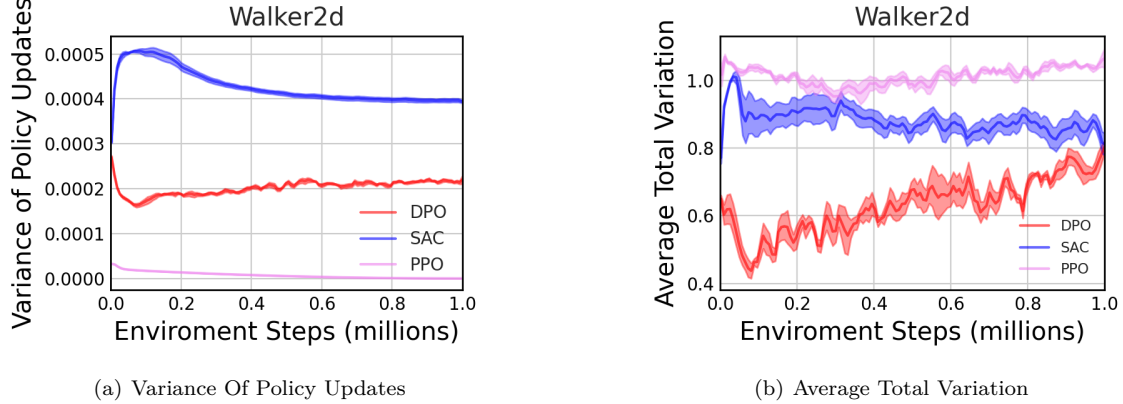 Walker2d
Variance of Policy Updates
0.0005
0.0004
0.0003
0.0002
0.0001
0.0000
DPO
SAC
PPO
0.0 0.2 0.4 0.6 0.8 1.0
Enviroment Steps (millions)
(a) Variance Of Policy Updates
Walker2d
Average Total Variation
1.0
0.8
0.6
0.4
DPO
SAC
PPO
0.0 0.2 0.4 0.6 0.8 1.0
Enviroment Steps (millions)
(b) Average Total Variation